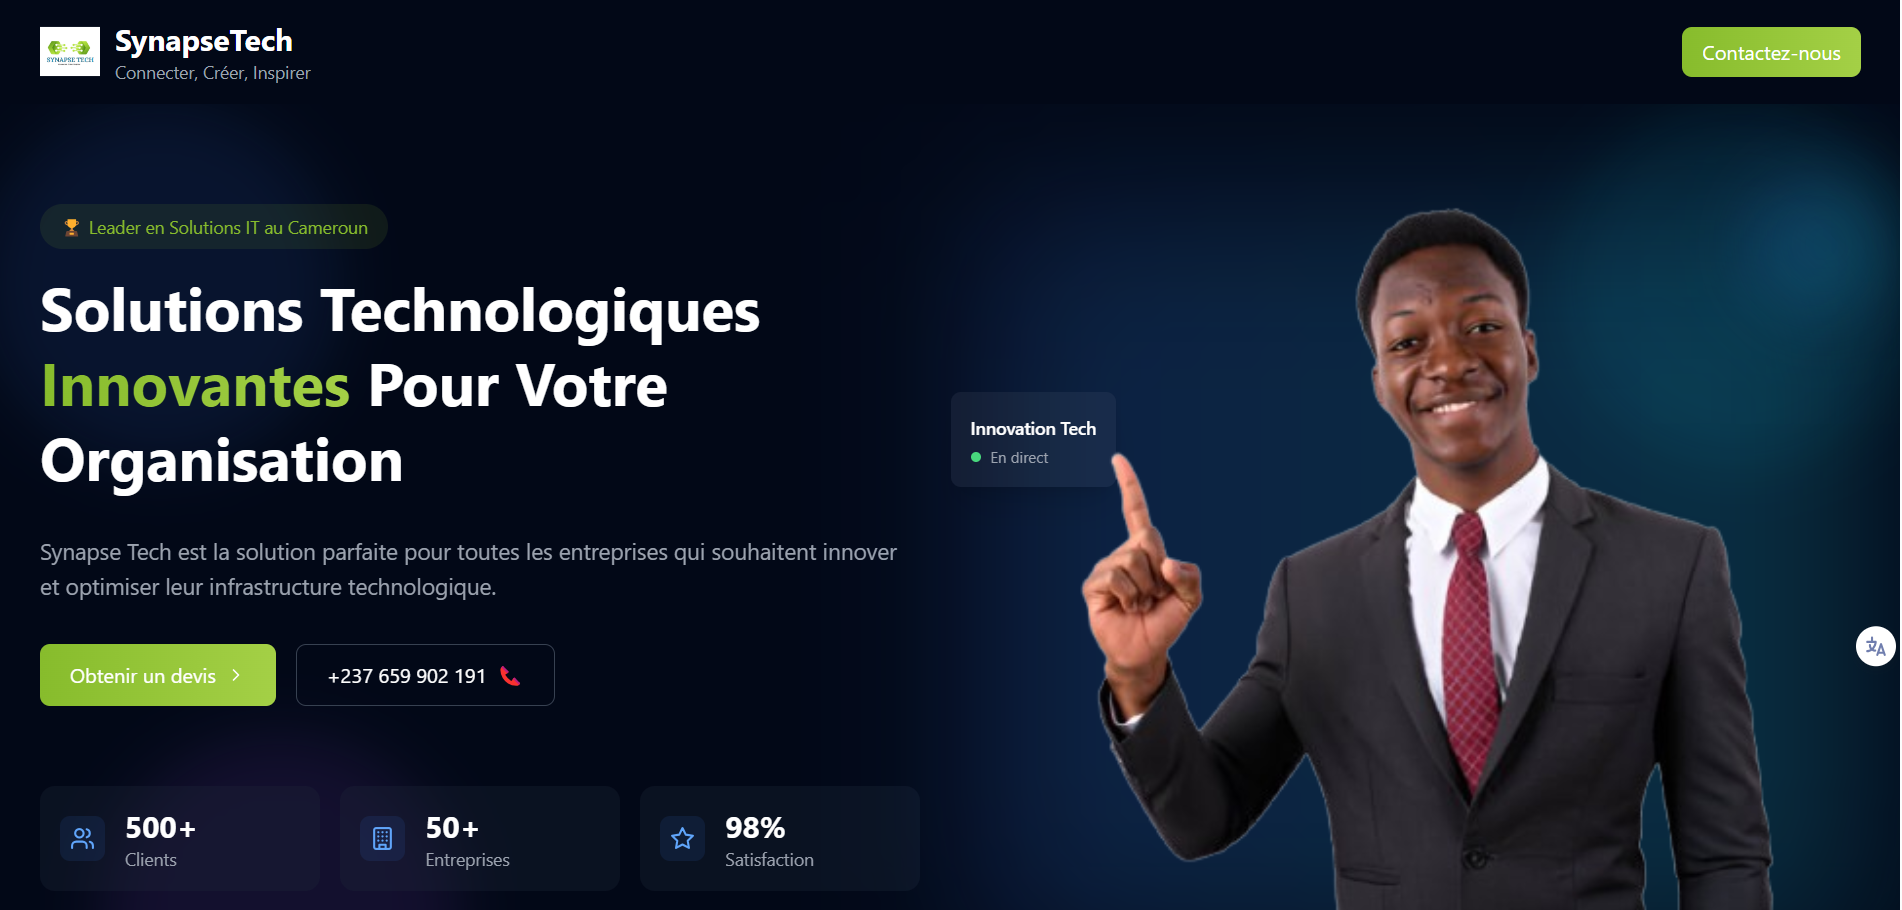 SYNAPSE TECH
SynapseTech
Connecter, Créer, Inspirer
Contactez-nous
Leader en Solutions IT au Cameroun
Solutions Technologiques
Innovantes Pour Votre
Organisation
Synapse Tech est la solution parfaite pour toutes les entreprises qui souhaitent innover
et optimiser leur infrastructure technologique.
Obtenir un devis
+237 659 902 191
500+
Clients
50+
Entreprises
98%
Satisfaction
Innovation Tech
En direct